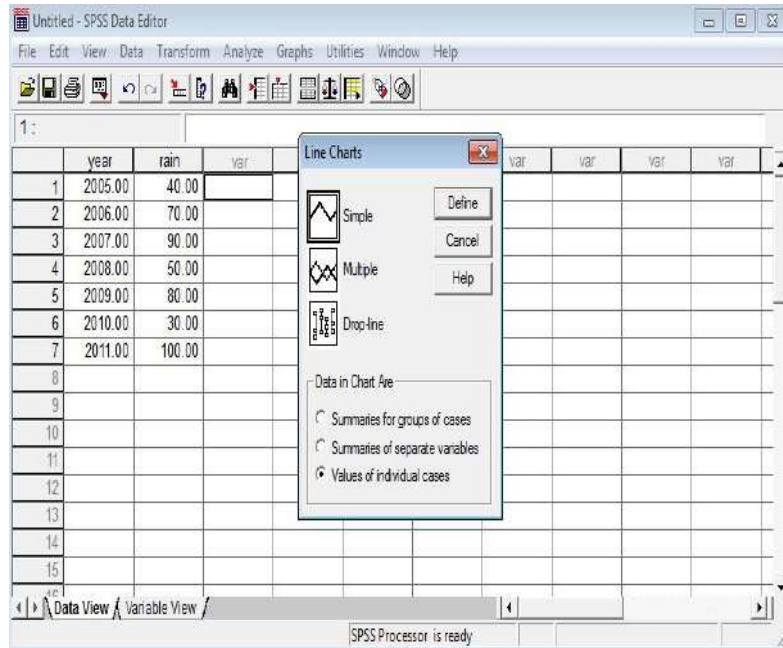 Untitled - SPSS Data Editor
File Edit View Data Transform Analyze Graphs Utilities Window Help
1 :
year rain var var var var var
1 2005.00 40.00
2 2006.00 70.00
3 2007.00 90.00
4 2008.00 50.00
5 2009.00 80.00
6 2010.00 30.00
7 2011.00 100.00
8
9
10
11
12
13
14
15
16
Line Charts
Simple
Multiple
Drop-line
Define
Cancel
Help
Data in Chart Are
Summaries for groups of cases
Summaries of separate variables
Values of individual cases
Data View Variable View
SPSS Processor is ready